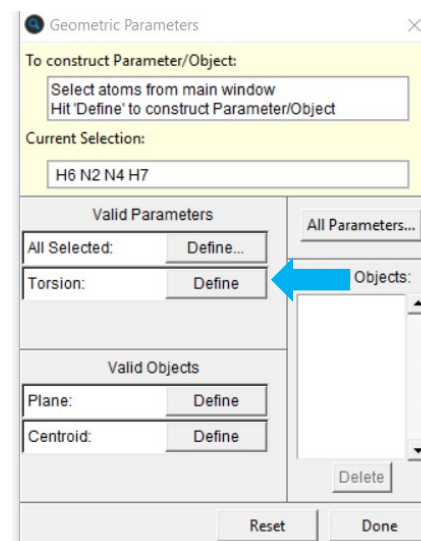 Geometric Parameters
To construct Parameter/Object:
Select atoms from main window
Hit 'Define' to construct Parameter/Object
Current Selection:
H6 N2 N4 H7
Valid Parameters
All Selected: Define...
Torsion: Define
Valid Objects
Plane: Define
Centroid: Define
All Parameters...
Objects:
Delete
Reset Done